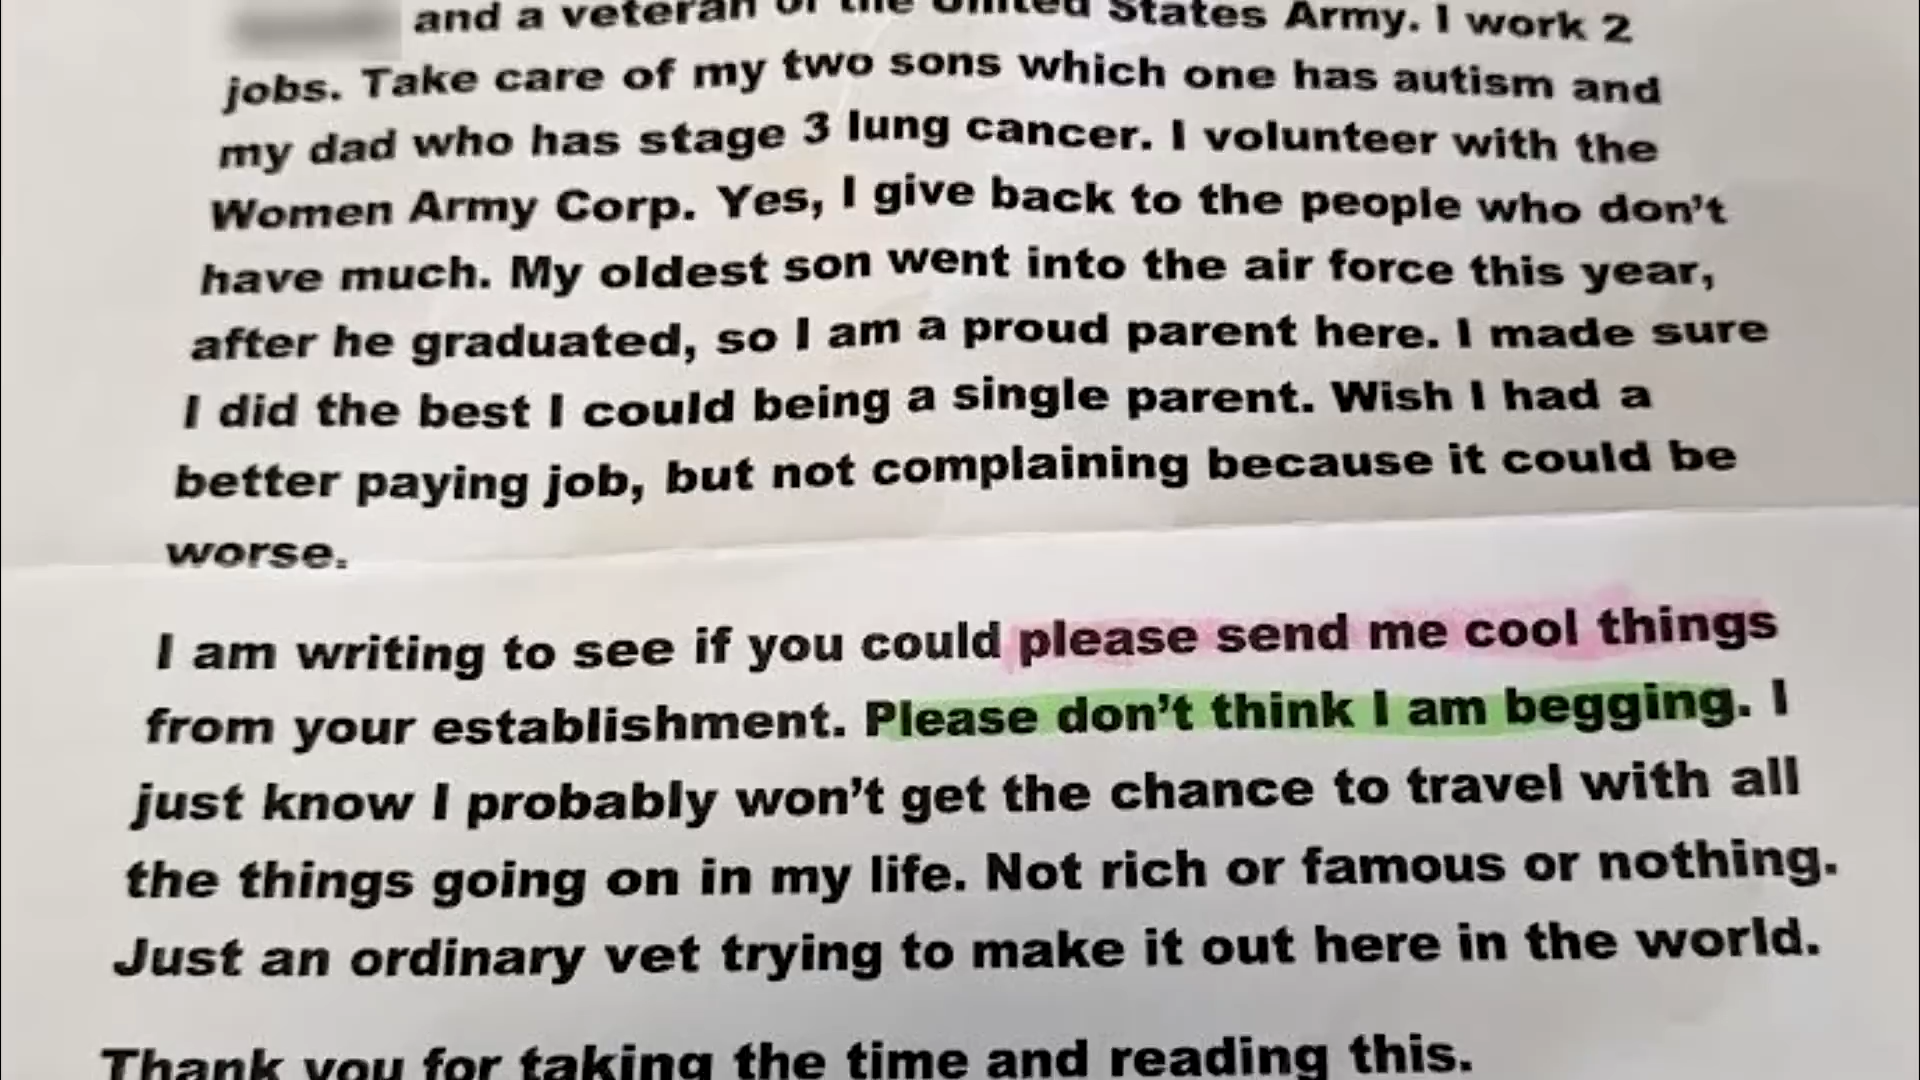 and a veteran of the United States Army. I work 2
jobs. Take care of my two sons which one has autism and
my dad who has stage 3 lung cancer. I volunteer with the
Women Army Corp. Yes, I give back to the people who don't
have much. My oldest son went into the air force this year,
after he graduated, so I am a proud parent here. I made sure
I did the best I could being a single parent. Wish I had a
better paying job, but not complaining because it could be
worse.
I am writing to see if you could please send me cool things
from your establishment. Please don't think I am begging. I
just know I probably won't get the chance to travel with all
the things going on in my life. Not rich or famous or nothing.
Just an ordinary vet trying to make it out here in the world.
Thank you for taking the time and reading this.